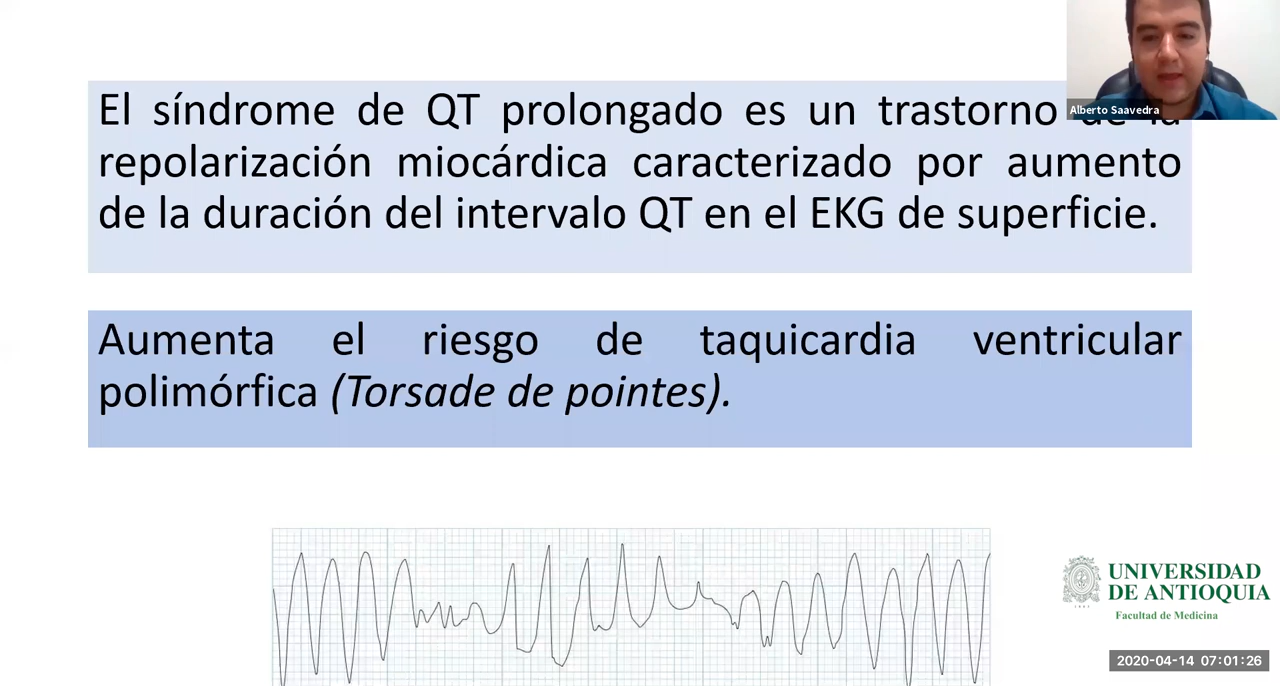 El síndrome de QT prolongado es un trastorno
repolarización miocárdica caracterizado por aumento
de la duración del intervalo QT en el EKG de superficie.
Aumenta el riesgo de taquicardia ventricular
polimórfica (Torsade de pointes).
Alberto Saavedra
UNIVERSIDAD
DE ANTIOQUIA
Facultad de Medicina
2020-04-14 07:01:26